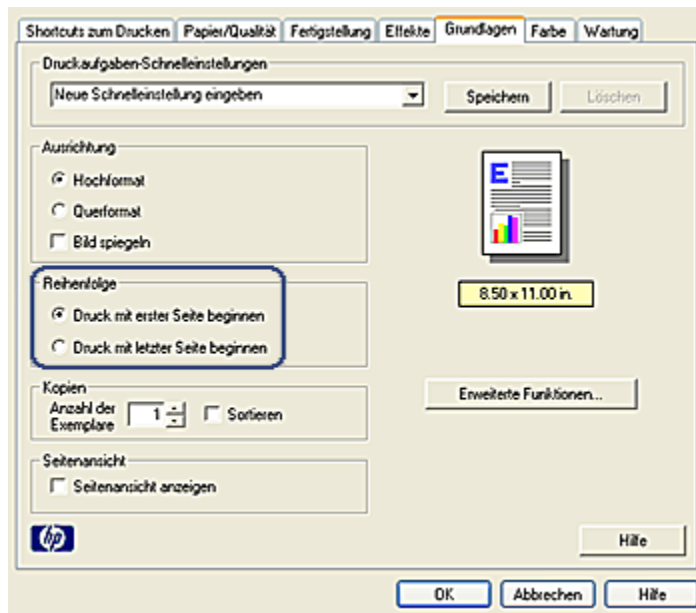 Shortcuts zum Drucken Papier/Qualität Fertigstellung Effekte Grundlagen Farbe Wartung
Druckaufgaben-Schnelleinstellungen
Neue Schnelleinstellung eingeben Speichern Löschen
Ausrichtung
Hochformat
Querformat
Bild spiegeln
E
8.50 x 11.00 in.
Reihenfolge
Druck mit erster Seite beginnen
Druck mit letzter Seite beginnen
Kopien
Anzahl der
Exemplare 1 Sortieren
Erweiterte Funktionen...
Seitenansicht
Seitenansicht anzeigen
hp Hilfe
OK Abbrechen Hilfe